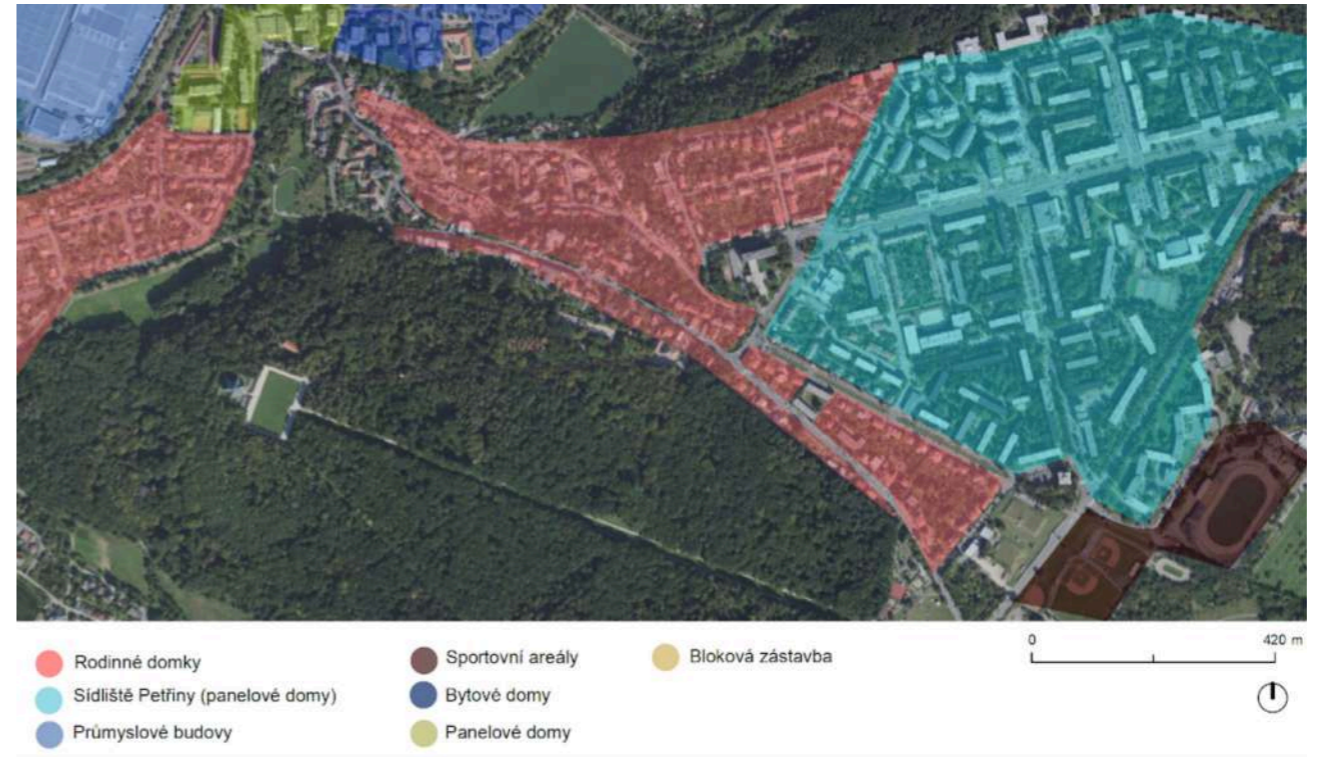 Rodinné domky
Sídliště Petřiny (panelové domy)
Průmyslové budovy
Sportovní areály
Bytové domy
Panelové domy
Bloková zástavba
0 420 m